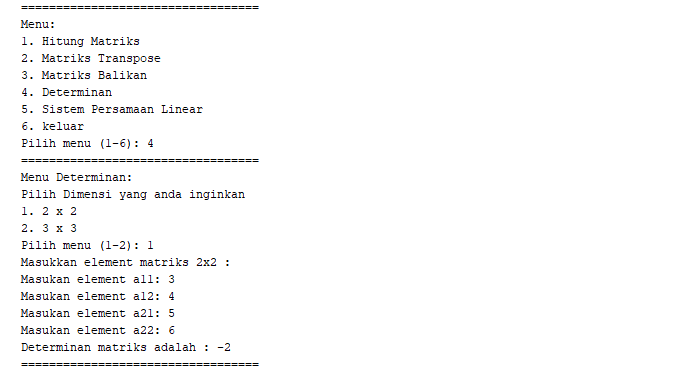 ==================================
Menu:
1. Hitung Matriks
2. Matriks Transpose
3. Matriks Balikan
4. Determinan
5. Sistem Persamaan Linear
6. keluar
Pilih menu (1-6): 4
==================================
Menu Determinan:
Pilih Dimensi yang anda inginkan
1. 2 x 2
2. 3 x 3
Pilih menu (1-2): 1
Masukkan element matriks 2x2 :
Masukan element a11: 3
Masukan element a12: 4
Masukan element a21: 5
Masukan element a22: 6
Determinan matriks adalah : -2
==================================